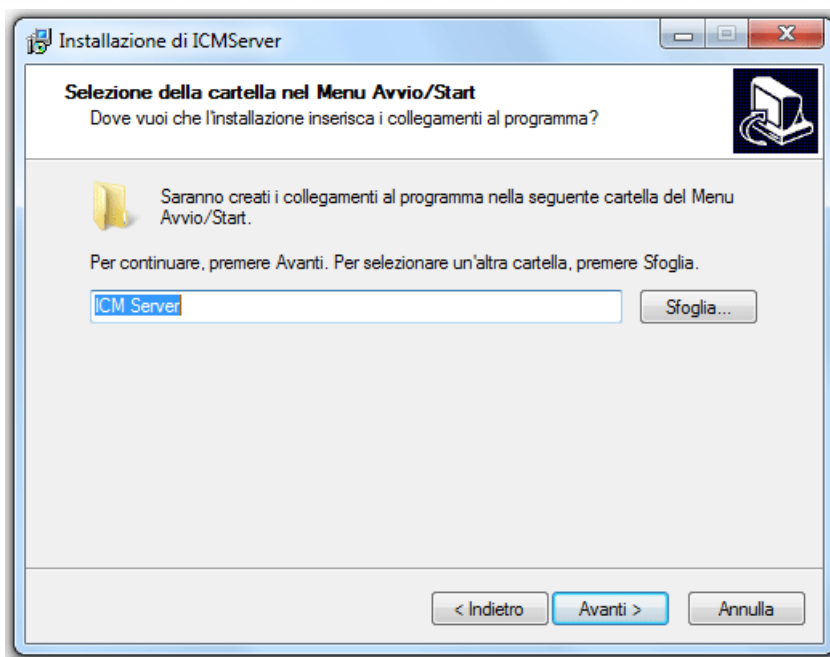 Installazione di ICMServer
Selezione della cartella nel Menu Avvio/Start
Dove vuoi che l'installazione inserisca i collegamenti al programma?
Saranno creati i collegamenti al programma nella seguente cartella del Menu
Avvio/Start.
Per continuare, premere Avanti. Per selezionare un'altra cartella, premere Sfoglia.
ICM Server
Sfoglia...
< Indietro
Avanti >
Annulla